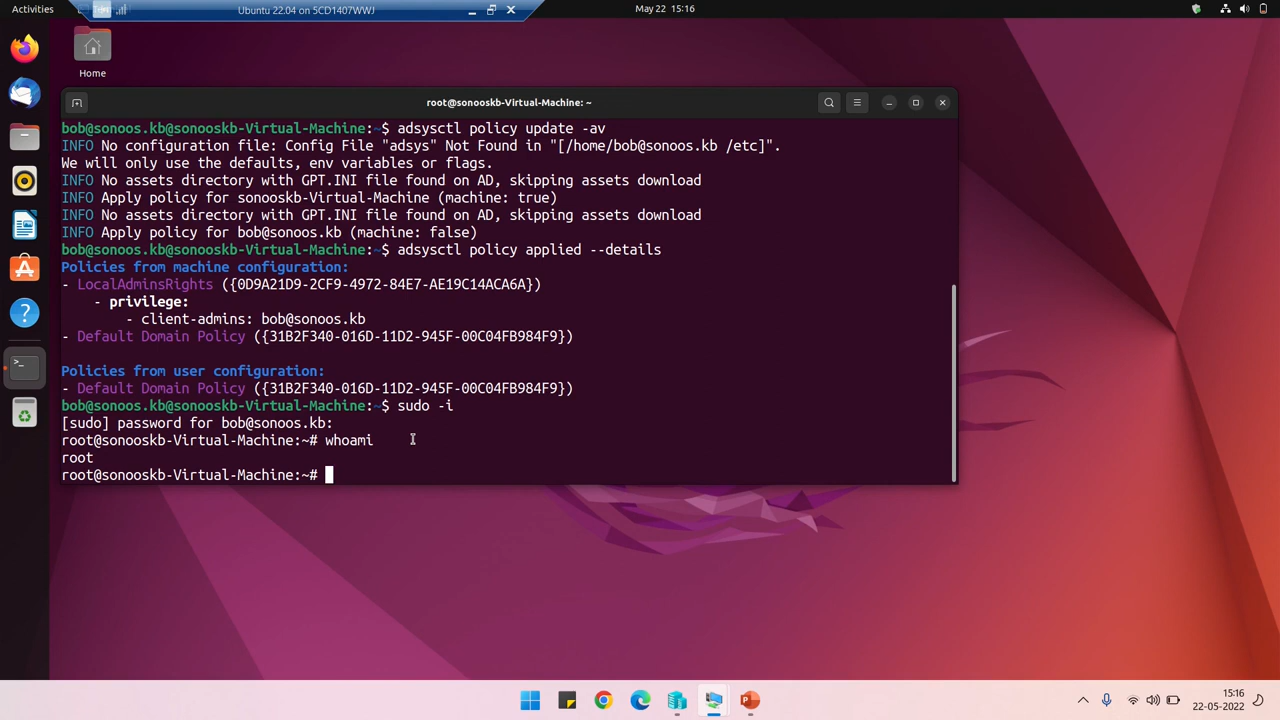 Activities
Ubuntu 22.04 on 5CD1407WWJ
May 22 15:16
Home
root@sonooskb-Virtual-Machine: ~
bob@sonoos.kb@sonooskb-Virtual-Machine:~$ adsysctl policy update -av
INFO No configuration file: Config File "adsys" Not Found in "[/home/bob@sonoos.kb /etc]".
We will only use the defaults, env variables or flags.
INFO No assets directory with GPT.INI file found on AD, skipping assets download
INFO Apply policy for sonooskb-Virtual-Machine (machine: true)
INFO No assets directory with GPT.INI file found on AD, skipping assets download
INFO Apply policy for bob@sonoos.kb (machine: false)
bob@sonoos.kb@sonooskb-Virtual-Machine:~$ adsysctl policy applied --details
Policies from machine configuration:
- LocalAdminsRights ({0D9A21D9-2CF9-4972-84E7-AE19C14ACA6A})
    - privilege:
        - client-admins: bob@sonoos.kb
- Default Domain Policy ({31B2F340-016D-11D2-945F-00C04FB984F9})
Policies from user configuration:
- Default Domain Policy ({31B2F340-016D-11D2-945F-00C04FB984F9})
bob@sonoos.kb@sonooskb-Virtual-Machine:~$ sudo -i
[sudo] password for bob@sonoos.kb:
root@sonooskb-Virtual-Machine:~# whoami
root
root@sonooskb-Virtual-Machine:~#
15:16
22-05-2022